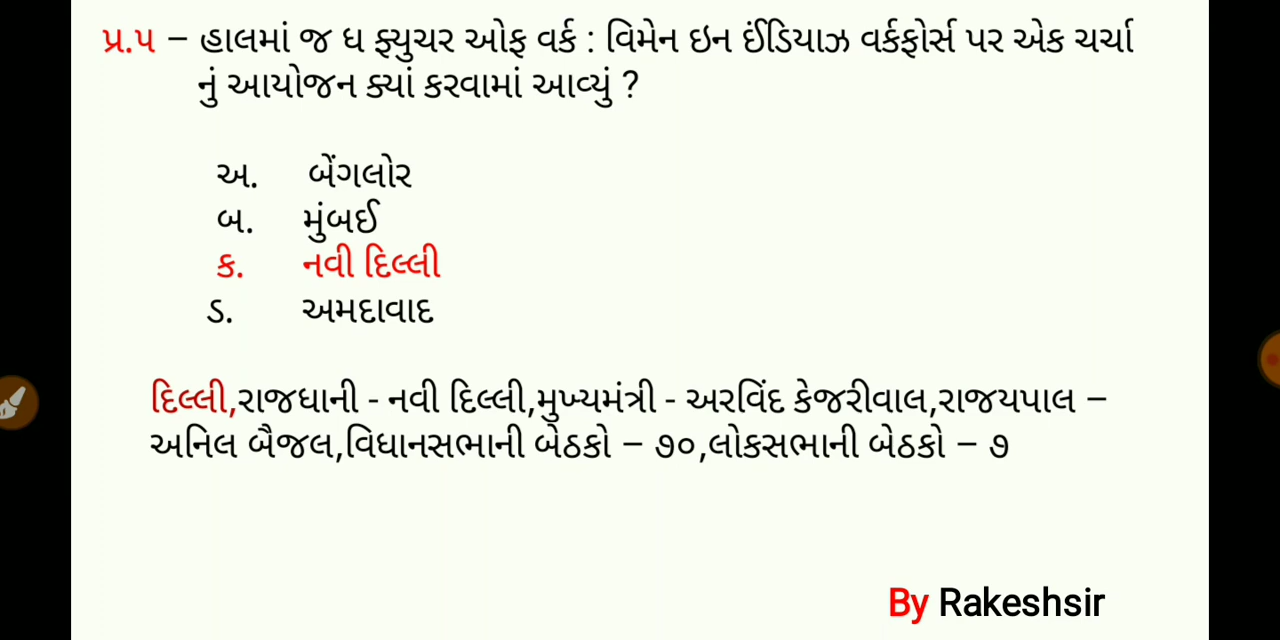 પ્ર.૫ – હાલમાં જ ધ ફ્યુચર ઓફ વર્ક : વિમેન ઇન ઈંડિયાઝ વર્કફોર્સ પર એક ચર્ચા
નું આયોજન ક્યાં કરવામાં આવ્યું ?
અ. બેંગલોર
બ. મુંબઈ
ક. નવી દિલ્લી
ડ. અમદાવાદ
દિલ્લી,રાજધાની - નવી દિલ્લી,મુખ્યમંત્રી - અરવિંદ કેજરીવાલ,રાજયપાલ –
અનિલ બૈજલ,વિધાનસભાની બેઠકો – ૭૦,લોકસભાની બેઠકો – ૭
By Rakeshsir